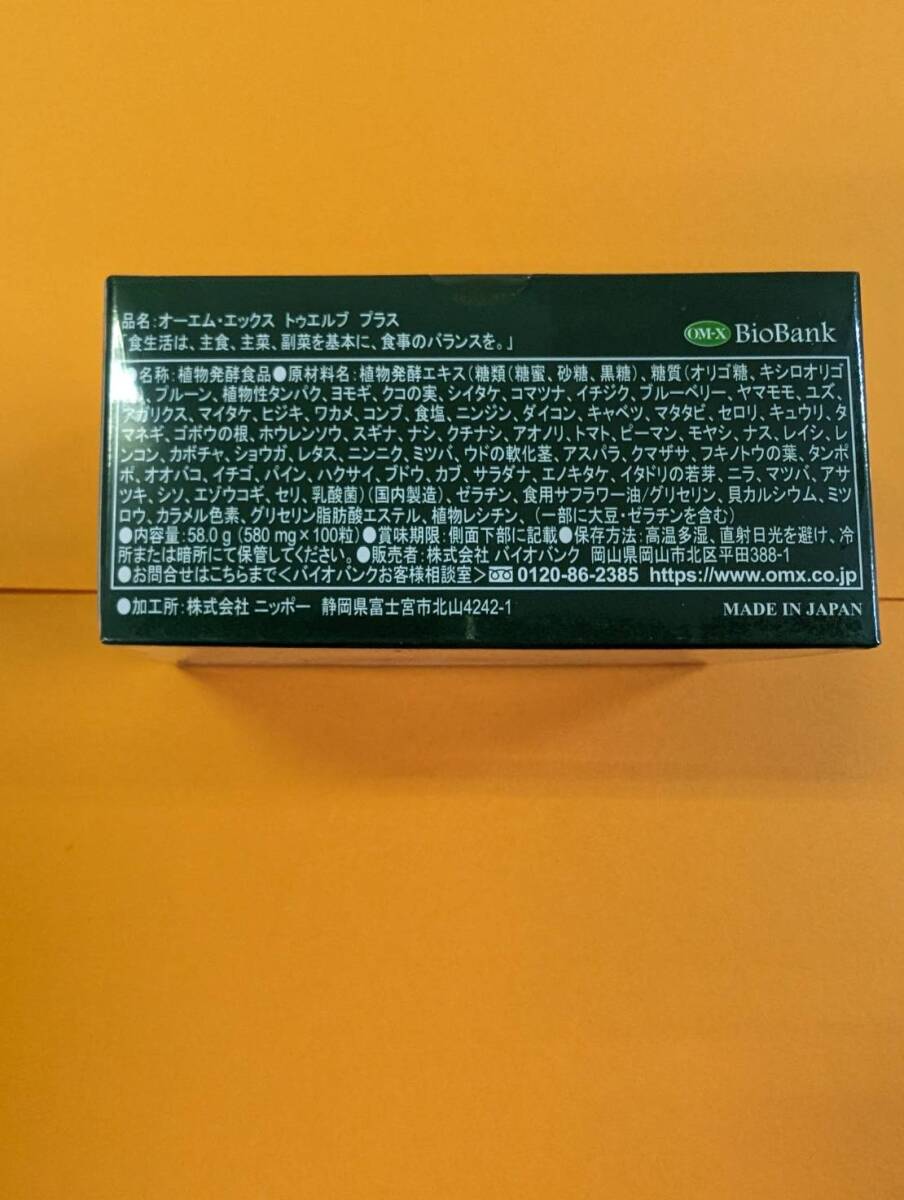 品名:オーエム・エックス トゥエルブ プラス
OM-X BioBank
「食生活は、主食、主菜、副菜を基本に、食事のバランスを。」
●名称:植物発酵食品●原材料名:植物発酵エキス(糖類(糖蜜、砂糖、黒糖)、糖質(オリゴ糖、キシロオリゴ
糖)、プルーン、植物性タンパク、ヨモギ、クコの実、シイタケ、コマツナ、イチジク、ブルーベリー、ヤマモモ、ユズ、
アガリクス、マイタケ、ヒジキ、ワカメ、コンブ、食塩、ニンジン、ダイコン、キャベツ、マタタビ、セロリ、キュウリ、タ
マネギ、ゴボウの根、ホウレンソウ、スギナ、ナシ、クチナシ、アオノリ、トマト、ピーマン、モヤシ、ナス、レイシ、レ
ンコン、カボチャ、ショウガ、レタス、ニンニク、ミツバ、ウドの軟化茎、アスパラ、クマザサ、フキノトウの葉、タンポ
ポ、オオバコ、イチゴ、パイン、ハクサイ、ブドウ、カブ、サラダナ、エノキタケ、イタドリの若芽、ニラ、マツバ、アサ
ツキ、シソ、エゾウコギ、セリ、乳酸菌)(国内製造)、ゼラチン、食用サフラワー油/グリセリン、貝カルシウム、ミツ
ロウ、カラメル色素、グリセリン脂肪酸エステル、植物レシチン、(一部に大豆・ゼラチンを含む)
●内容量:58.0g(580mg×100粒)●賞味期限:側面下部に記載●保存方法:高温多湿、直射日光を避け、冷
所または暗所にて保管してください。●販売者:株式会社 バイオバンク 岡山県岡山市北区平田388-1
●お問合せはこちらまで<バイオバンクお客様相談室>0120-86-2385 https://www.omx.co.jp
●加工所:株式会社 ニッポー 静岡県富士宮市北山4242-1
MADE IN JAPAN